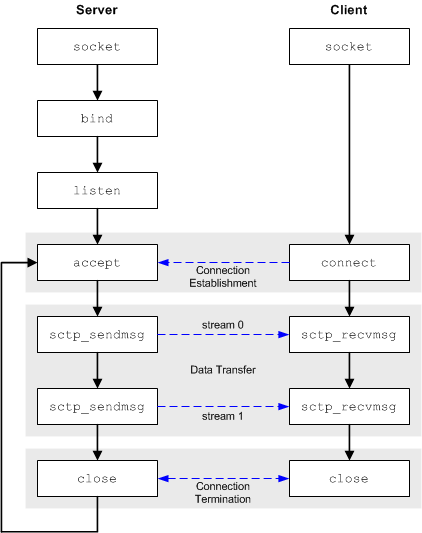 Server
Client
socket
socket
bind
listen
accept
connect
Connection
Establishment
sctp_sendmsg
stream 0
sctp_recvmsg
Data Transfer
sctp_sendmsg
stream 1
sctp_recvmsg
close
close
Connection
Termination